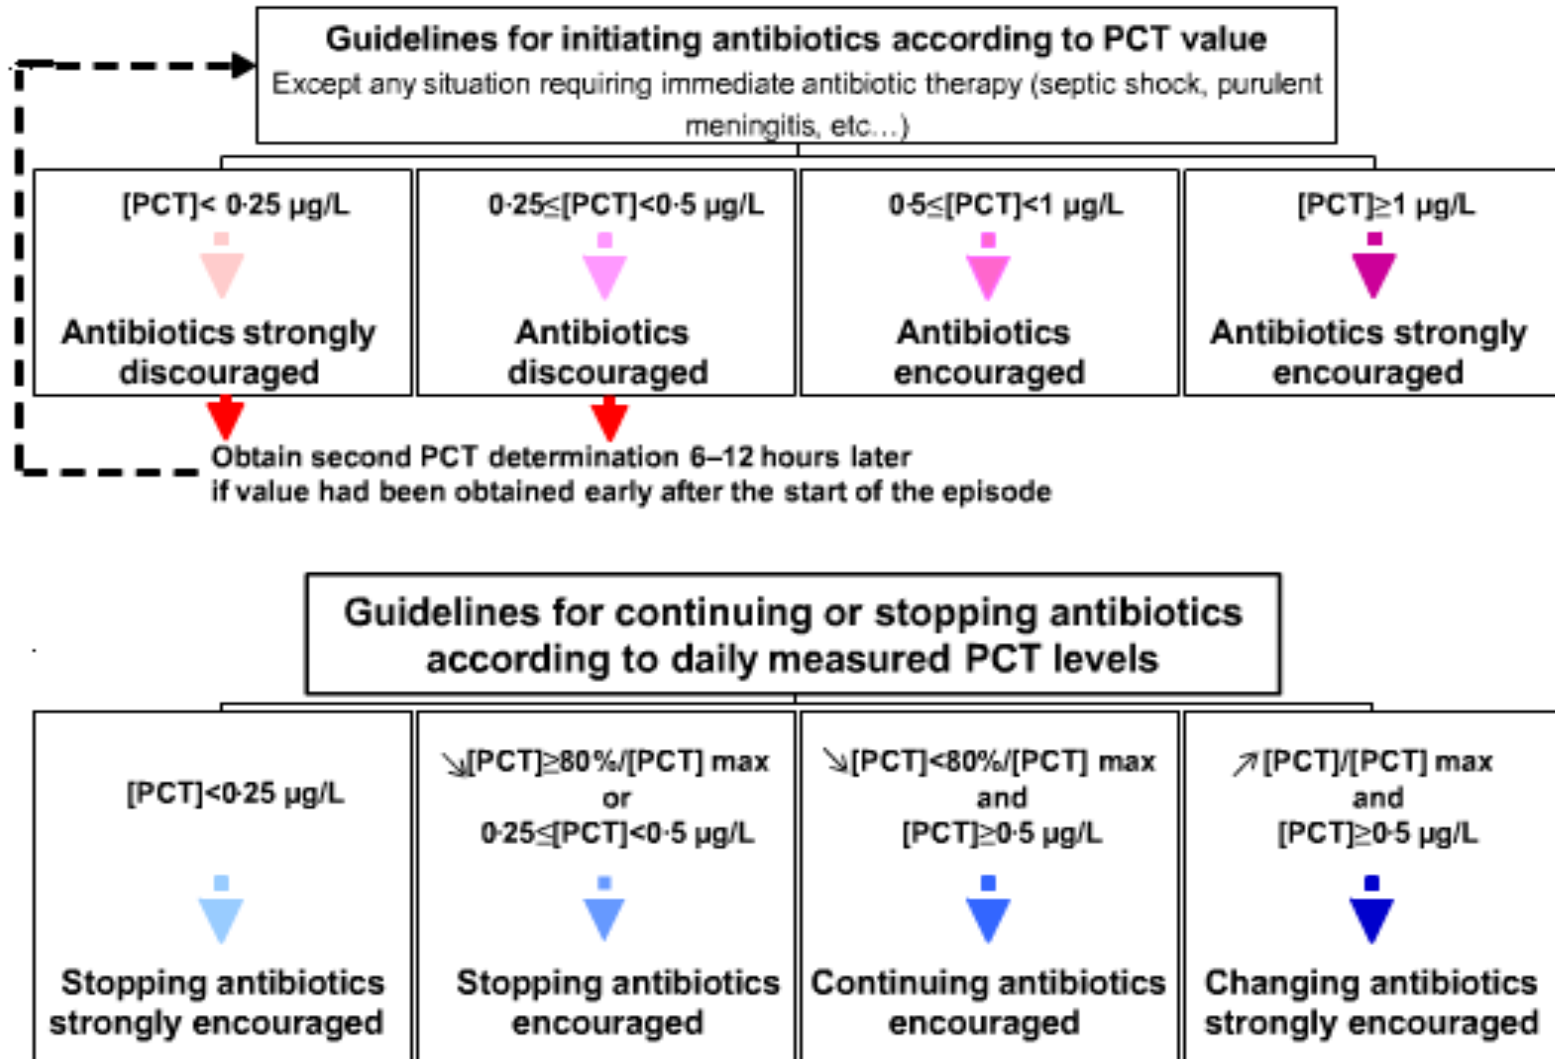 Guidelines for initiating antibiotics according to PCT value
Except any situation requiring immediate antibiotic therapy (septic shock, purulent
meningitis, etc…)
[PCT]< 0·25 µg/L
Antibiotics strongly
discouraged
0·25≤[PCT]<0·5 µg/L
Antibiotics
discouraged
0·5≤[PCT]<1 µg/L
Antibiotics
encouraged
[PCT]≥1 µg/L
Antibiotics strongly
encouraged
Obtain second PCT determination 6–12 hours later
if value had been obtained early after the start of the episode
Guidelines for continuing or stopping antibiotics
according to daily measured PCT levels
[PCT]<0·25 µg/L
Stopping antibiotics
strongly encouraged
↘[PCT]≥80%/[PCT] max
or
0·25≤[PCT]<0·5 µg/L
Stopping antibiotics
encouraged
↘[PCT]<80%/[PCT] max
and
[PCT]≥0·5 µg/L
Continuing antibiotics
encouraged
↗[PCT]/[PCT] max
and
[PCT]≥0·5 µg/L
Changing antibiotics
strongly encouraged